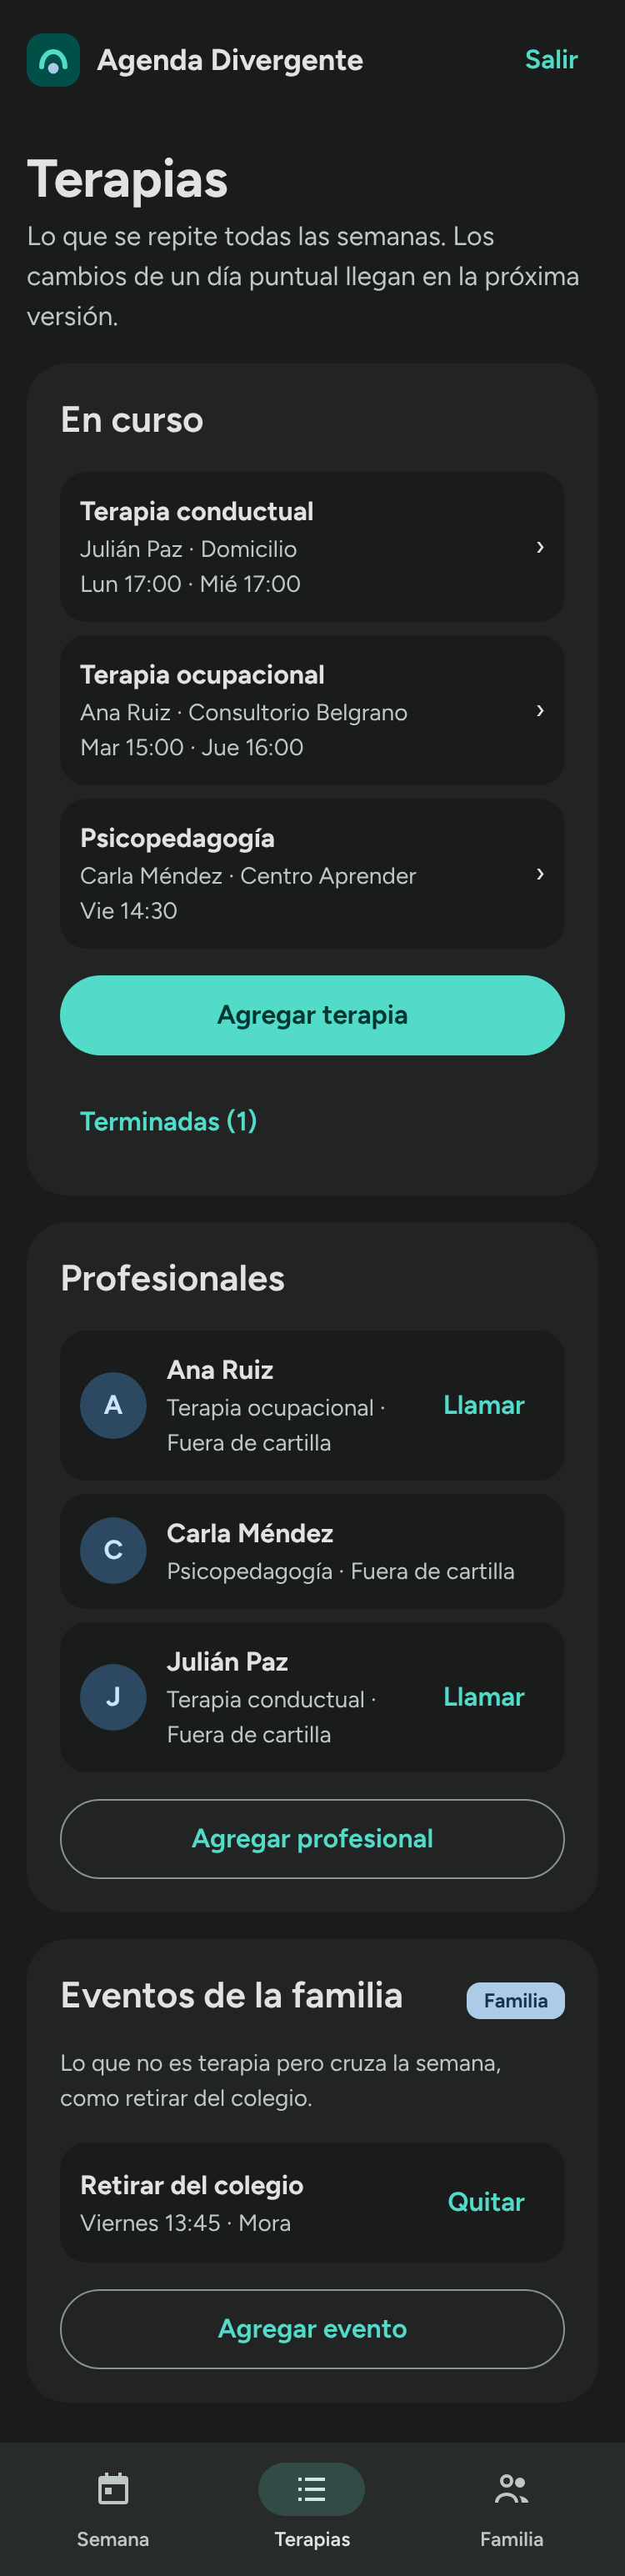 Agenda Divergente
Salir
Terapias
Lo que se repite todas las semanas. Los
cambios de un día puntual llegan en la próxima
versión.
En curso
Terapia conductual
Julián Paz · Domicilio
Lun 17:00 · Mié 17:00
›
Terapia ocupacional
Ana Ruiz · Consultorio Belgrano
Mar 15:00 · Jue 16:00
›
Psicopedagogía
Carla Méndez · Centro Aprender
Vie 14:30
›
Agregar terapia
Terminadas (1)
Profesionales
A
Ana Ruiz
Terapia ocupacional ·
Fuera de cartilla
Llamar
C
Carla Méndez
Psicopedagogía · Fuera de cartilla
J
Julián Paz
Terapia conductual ·
Fuera de cartilla
Llamar
Agregar profesional
Eventos de la familia
Familia
Lo que no es terapia pero cruza la semana,
como retirar del colegio.
Retirar del colegio
Viernes 13:45 · Mora
Quitar
Agregar evento
Semana
Terapias
Familia